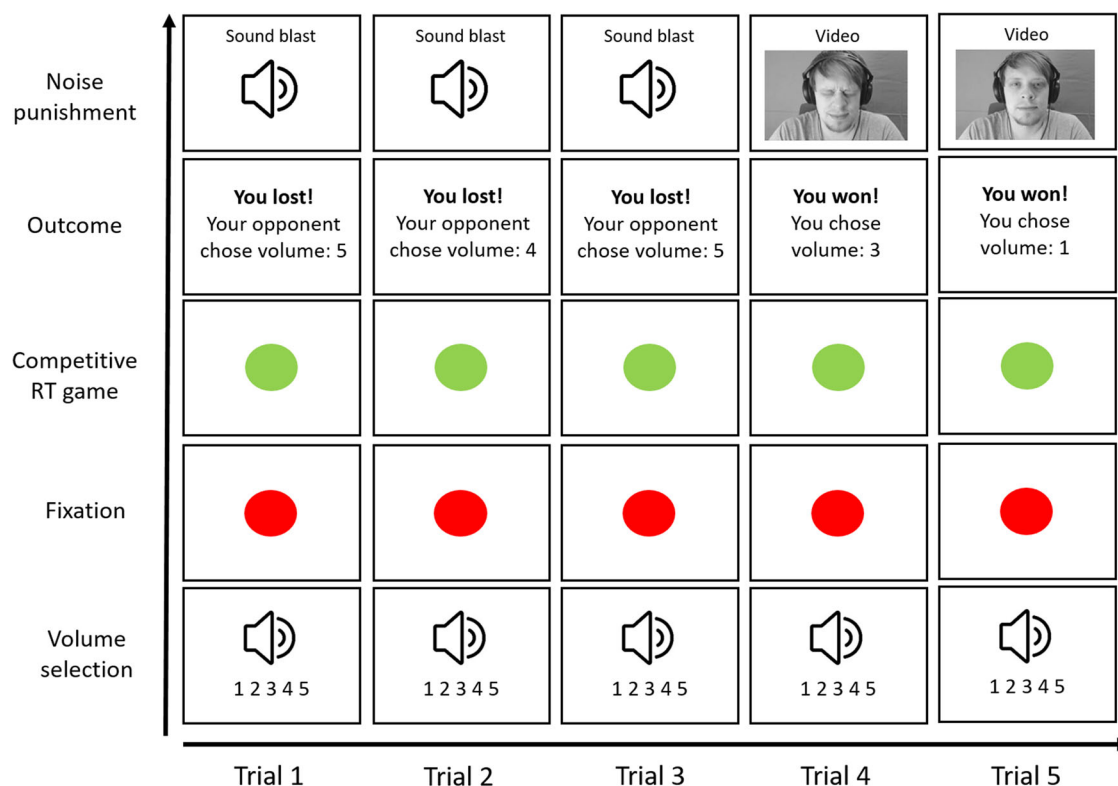 Noise
punishment
Sound blast
Sound blast
Sound blast
Video
Video
Outcome
You lost!
Your opponent
chose volume: 5
You lost!
Your opponent
chose volume: 4
You lost!
Your opponent
chose volume: 5
You won!
You chose
volume: 3
You won!
You chose
volume: 1
Competitive
RT game
Fixation
Volume
selection
1 2 3 4 5
1 2 3 4 5
1 2 3 4 5
1 2 3 4 5
1 2 3 4 5
Trial 1
Trial 2
Trial 3
Trial 4
Trial 5